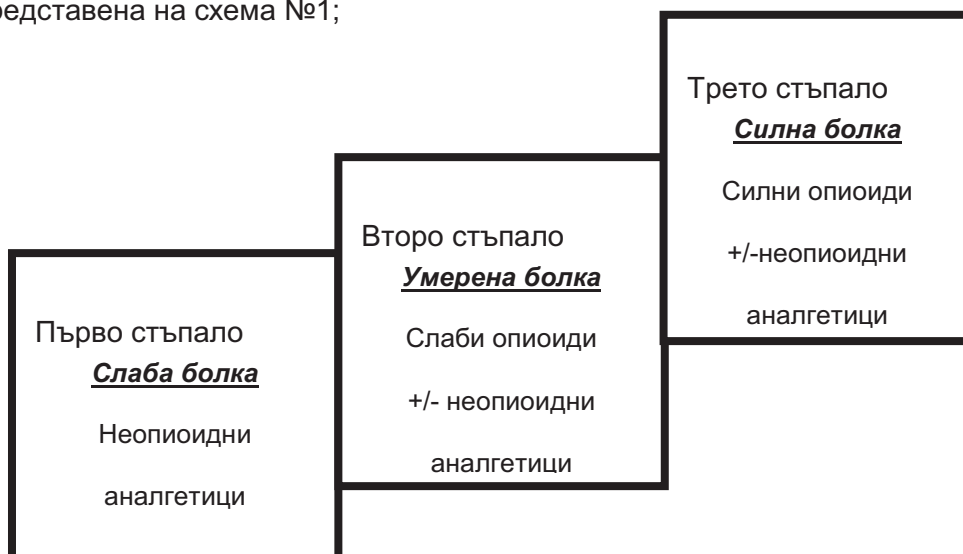 представена на схема №1;
Трето стъпало
Силна болка
Силни опиоиди
+/-неопиоидни
аналгетици
Второ стъпало
Умерена болка
Слаби опиоиди
+/- неопиоидни
аналгетици
Първо стъпало
Слаба болка
Неопиоидни
аналгетици